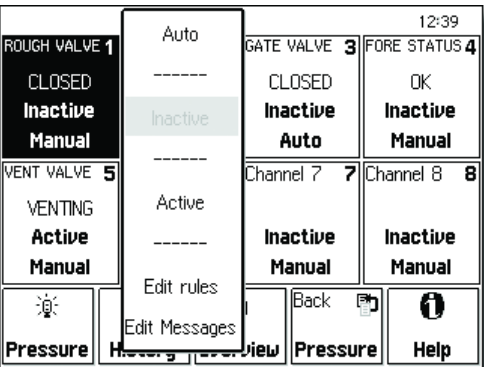 12:39
ROUGH VALVE 1
CLOSED
Inactive
Manual
Auto
------
Inactive
------
Active
------
Edit rules
Edit Messages
GATE VALVE 3
CLOSED
Inactive
Auto
FORE STATUS 4
OK
Inactive
Manual
VENT VALVE 5
VENTING
Active
Manual
Channel 7 7
Inactive
Manual
Channel 8 8
Inactive
Manual
Pressure
Back
Pressure
Help